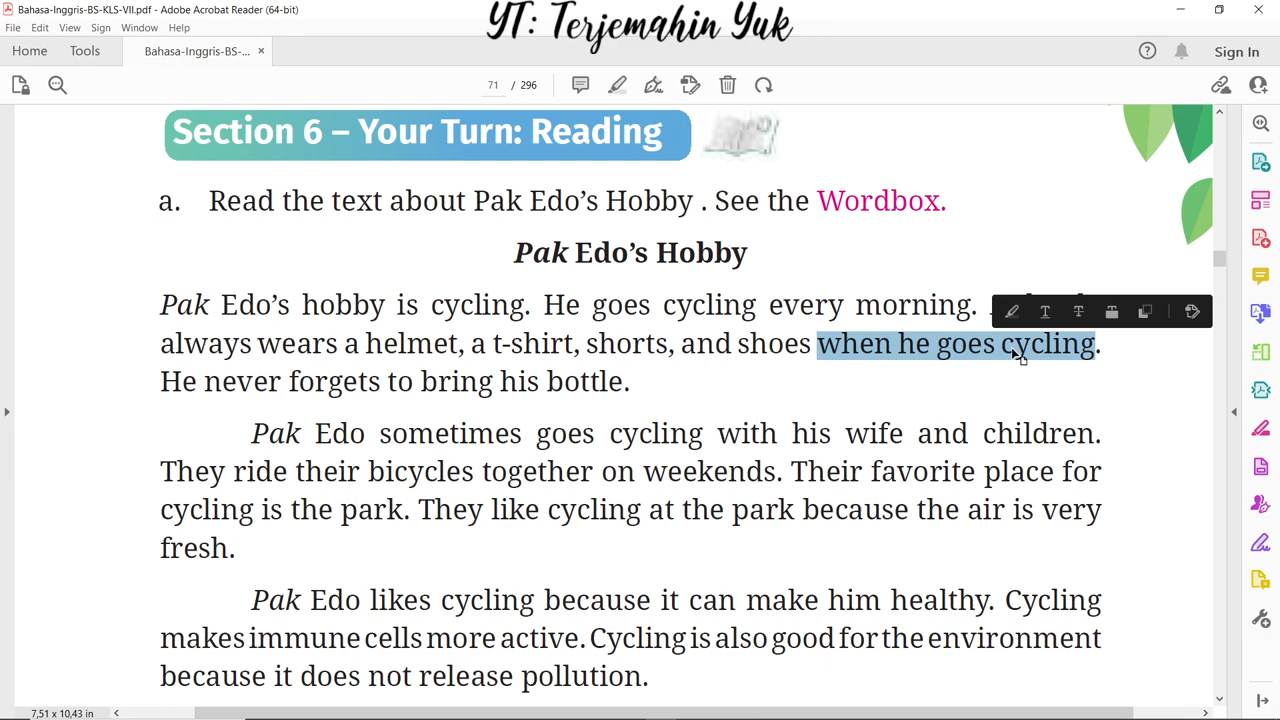 Bahasa-Inggris-BS-KLS-VII.pdf - Adobe Acrobat Reader (64-bit)
YT: Terjemahin Yuk
File Edit View Sign Window Help
Home Tools Bahasa-Inggris-BS-... × Sign In
71 / 296
Section 6 – Your Turn: Reading
a. Read the text about Pak Edo’s Hobby . See the Wordbox.
Pak Edo’s Hobby
Pak Edo’s hobby is cycling. He goes cycling every morning.
always wears a helmet, a t-shirt, shorts, and shoes when he goes cycling.
He never forgets to bring his bottle.
Pak Edo sometimes goes cycling with his wife and children.
They ride their bicycles together on weekends. Their favorite place for
cycling is the park. They like cycling at the park because the air is very
fresh.
Pak Edo likes cycling because it can make him healthy. Cycling
makes immune cells more active. Cycling is also good for the environment
because it does not release pollution.
7,51 x 10,43 in